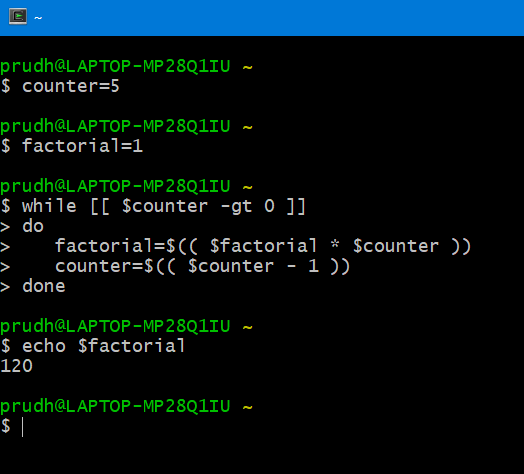 ~
prudh@LAPTOP-MP28Q1IU ~
$ counter=5
prudh@LAPTOP-MP28Q1IU ~
$ factorial=1
prudh@LAPTOP-MP28Q1IU ~
$ while [[ $counter -gt 0 ]]
> do
>    factorial=$(( $factorial * $counter ))
>    counter=$(( $counter - 1 ))
> done
prudh@LAPTOP-MP28Q1IU ~
$ echo $factorial
120
prudh@LAPTOP-MP28Q1IU ~
$